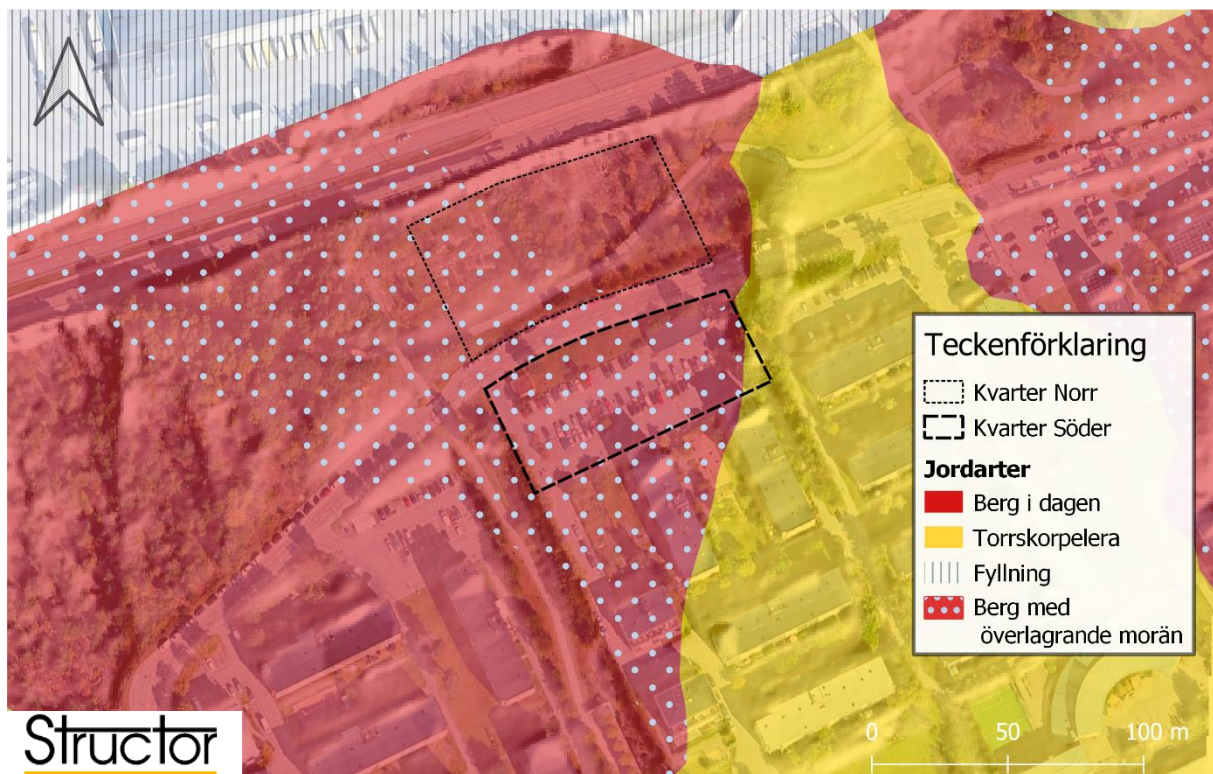 Teckenförklaring
Kvarter Norr
Kvarter Söder
Jordarter
Berg i dagen
Torrskorpelera
Fyllning
Berg med
överlagrande morän
0 50 100 m
Structor